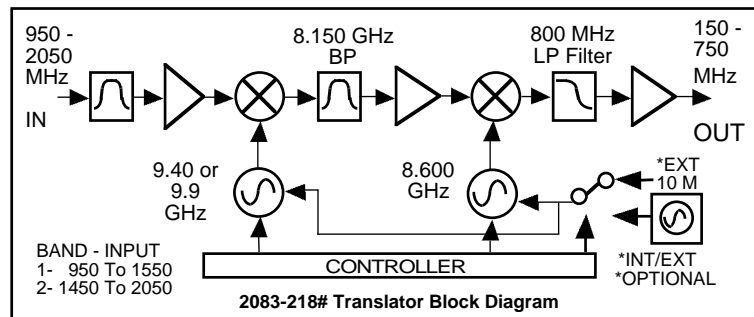 950 -
2050
MHz
IN
8.150 GHz
BP
800 MHz
LP Filter
150 -
750
MHz
OUT
9.40 or
9.9
GHz
8.600
GHz
*EXT
10 M
BAND - INPUT
1- 950 To 1550
2- 1450 To 2050
CONTROLLER
*INT/EXT
*OPTIONAL
2083-218# Translator Block Diagram